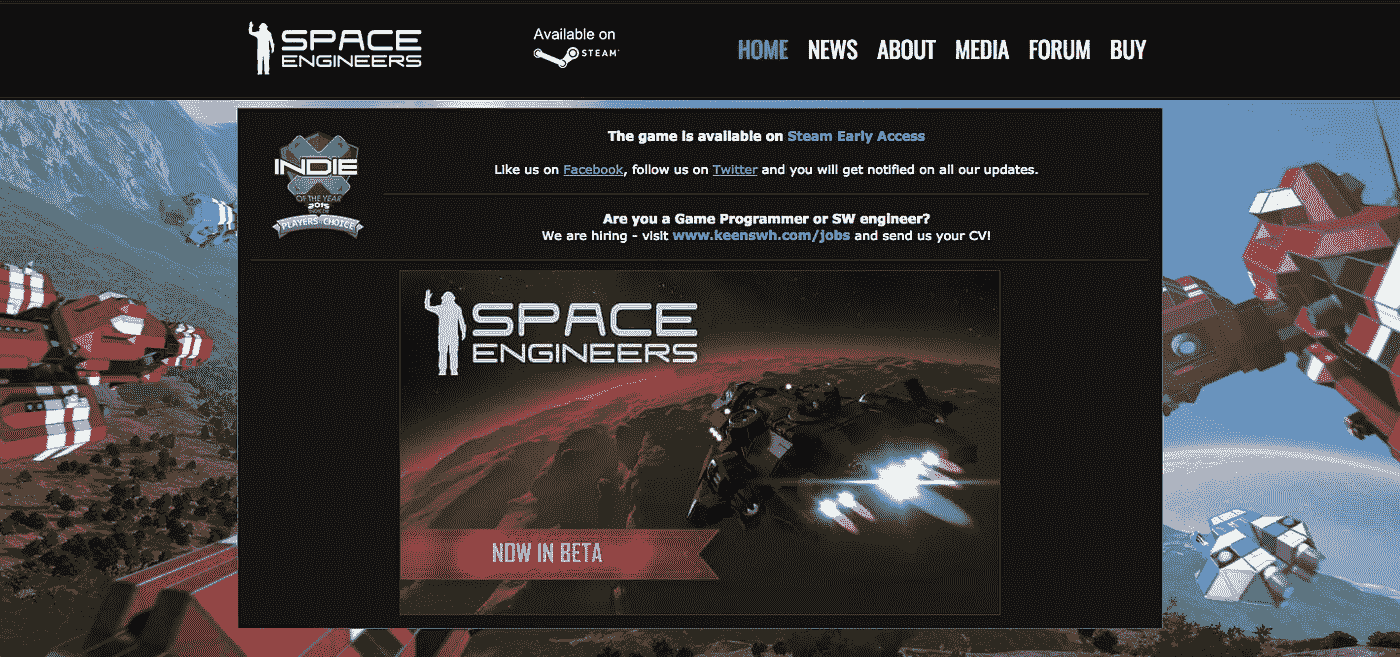 SPACE
ENGINEERS
Available on
STEAM
HOME NEWS ABOUT MEDIA FORUM BUY
INDIE
OF THE YEAR
2015
PLAYERS CHOICE
The game is available on Steam Early Access
Like us on Facebook, follow us on Twitter and you will get notified on all our updates.
Are you a Game Programmer or SW engineer?
We are hiring - visit www.keenswh.com/jobs and send us your CV!
SPACE
ENGINEERS
NOW IN BETA